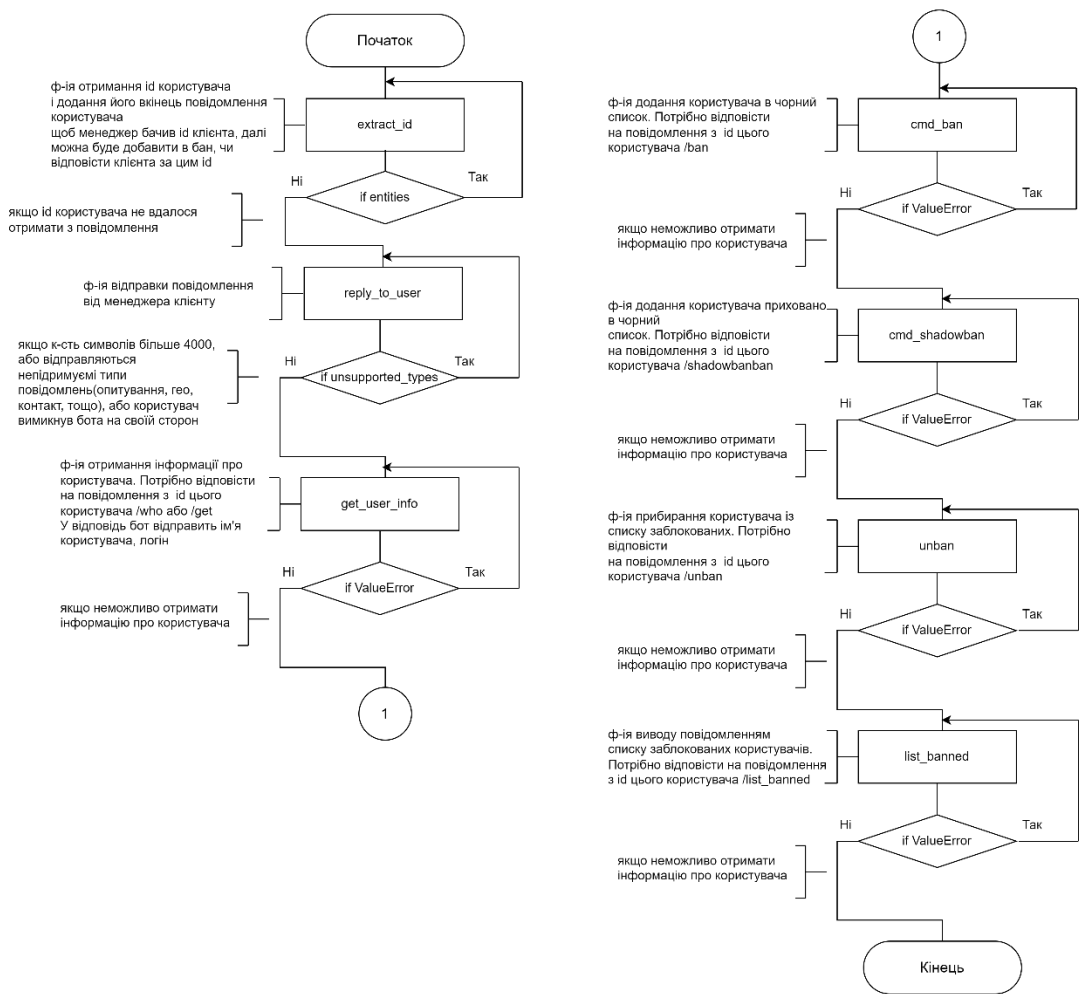 Початок
ф-ія отримання id користувача
і додання його вкінець повідомлення
користувача
щоб менеджер бачив id клієнта, далі
можна буде добавити в бан, чи
відповісти клієнта за цим id
extract_id
Ні
Так
if entities
якщо id користувача не вдалося
отримати з повідомлення
ф-ія відправки повідомлення
від менеджера клієнту
reply_to_user
якщо к-сть символів більше 4000,
або відправляються
непідримуємі типи
повідомлень(опитування, гео,
контакт, тощо), або користувач
вимикнув бота на своїй сторон
Ні
Так
if unsupported_types
ф-ія отримання інформації про
користувача. Потрібно відповісти
на повідомлення з id цього
користувача /who або /get
У відповідь бот відправить ім'я
користувача, логін
get_user_info
Ні
Так
if ValueError
якщо неможливо отримати
інформацію про користувача
1
1
ф-ія додання користувача в чорний
список. Потрібно відповісти
на повідомлення з id цього
користувача /ban
cmd_ban
Ні
Так
if ValueError
якщо неможливо отримати
інформацію про користувача
ф-ія додання користувача приховано
в чорний
список. Потрібно відповісти
на повідомлення з id цього
користувача /shadowbanban
cmd_shadowban
Ні
Так
if ValueError
якщо неможливо отримати
інформацію про користувача
ф-ія прибирання користувача із
списку заблокованих. Потрібно
відповісти
на повідомлення з id цього
користувача /unban
unban
Ні
Так
if ValueError
якщо неможливо отримати
інформацію про користувача
ф-ія виводу повідомленням
списку заблокованих користувачів.
Потрібно відповісти на повідомлення
з id цього користувача /list_banned
list_banned
Ні
Так
if ValueError
якщо неможливо отримати
інформацію про користувача
Кінець